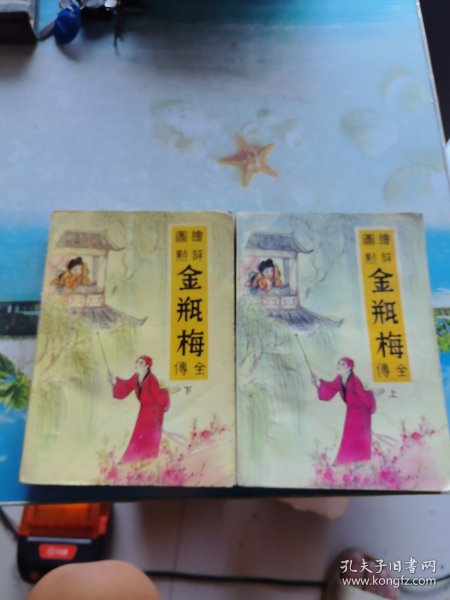 繪圖
評點
金瓶梅
全傳
下
繪圖
評點
金瓶梅
全傳
上
孔夫子旧书网
www.kongfz.com